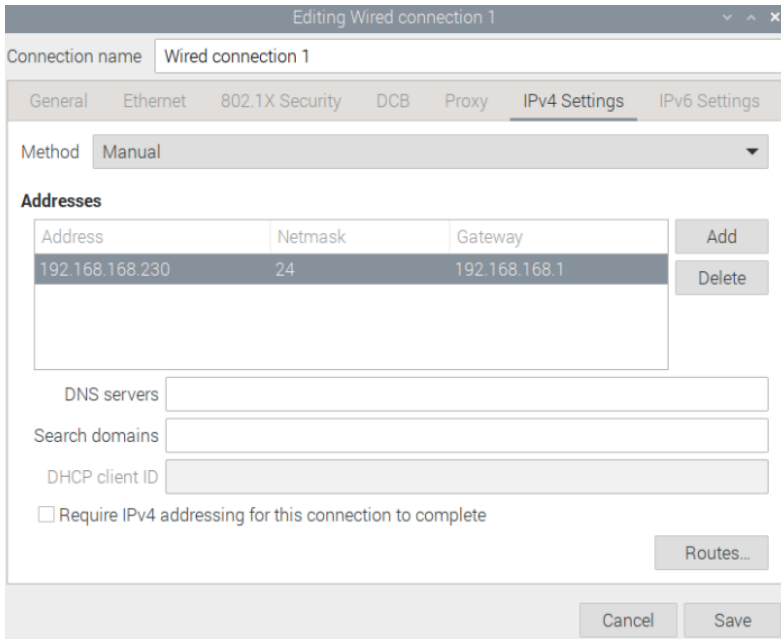 Editing Wired connection 1
Connection name Wired connection 1
General Ethernet 802.1X Security DCB Proxy IPv4 Settings IPv6 Settings
Method Manual
Addresses
Address Netmask Gateway Add
192.168.168.230 24 192.168.168.1 Delete
DNS servers
Search domains
DHCP client ID
Require IPv4 addressing for this connection to complete
Routes...
Cancel Save